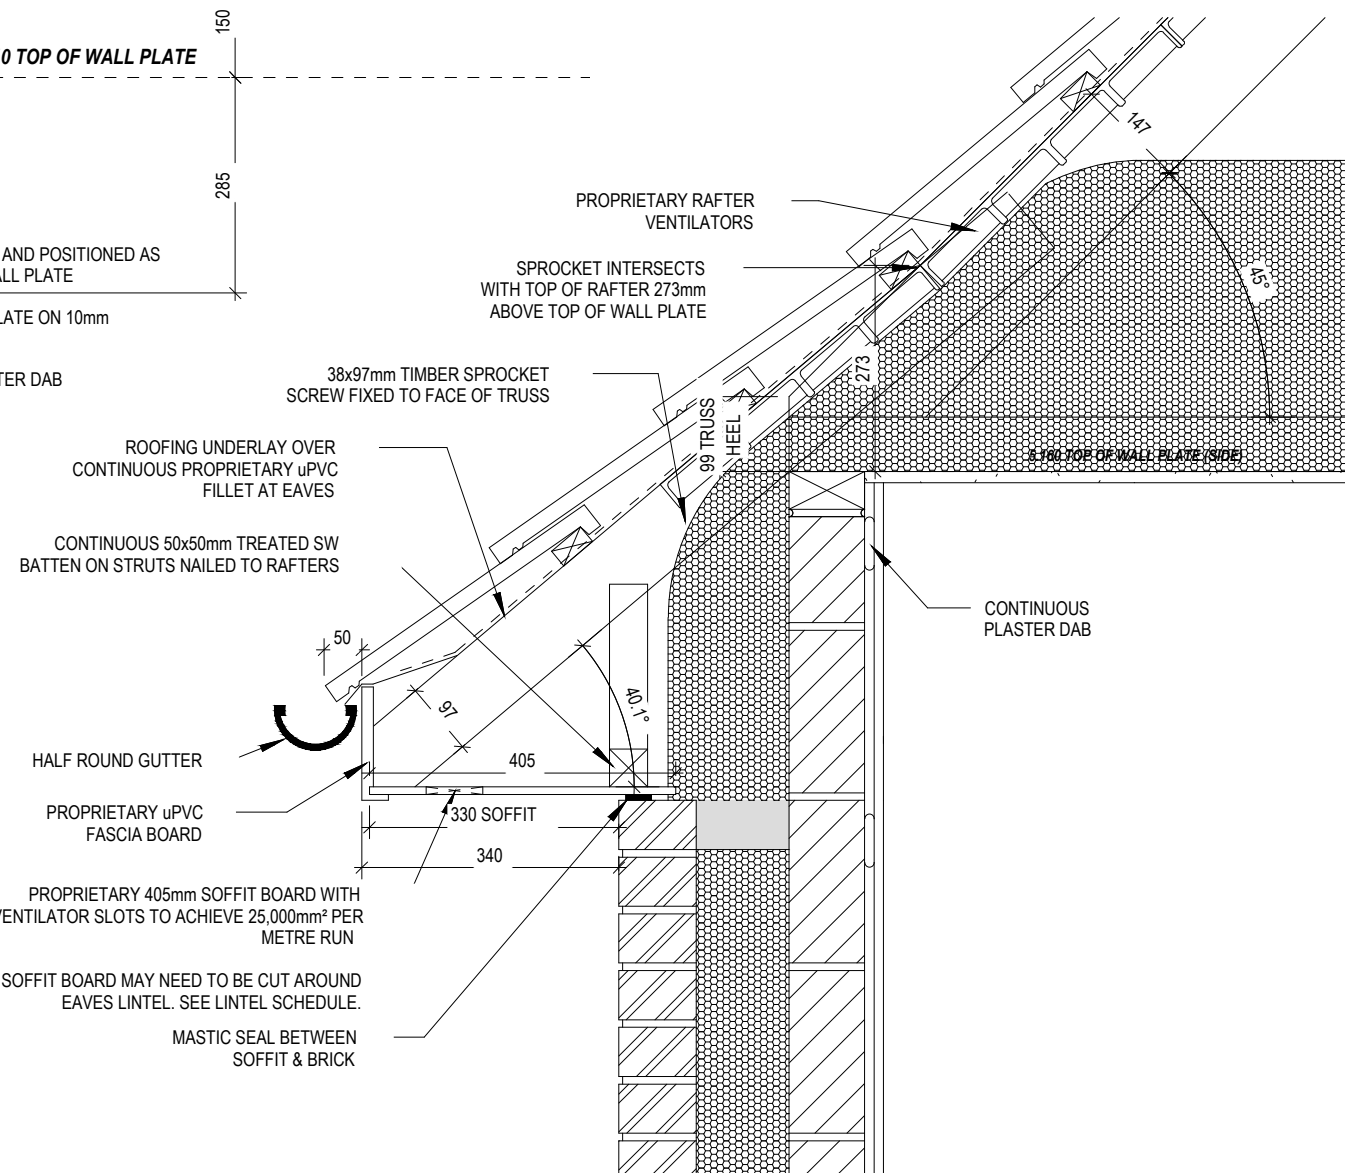 150
0 TOP OF WALL PLATE
285
AND POSITIONED AS
ALL PLATE
LATE ON 10mm
TER DAB
147
PROPRIETARY RAFTER
VENTILATORS
SPROCKET INTERSECTS
WITH TOP OF RAFTER 273mm
ABOVE TOP OF WALL PLATE
45°
273
38x97mm TIMBER SPROCKET
SCREW FIXED TO FACE OF TRUSS
99 TRUSS
HEEL
5.160 TOP OF WALL PLATE (SIDE)
ROOFING UNDERLAY OVER
CONTINUOUS PROPRIETARY uPVC
FILLET AT EAVES
CONTINUOUS 50x50mm TREATED SW
BATTEN ON STRUTS NAILED TO RAFTERS
CONTINUOUS
PLASTER DAB
50
97
40.1°
HALF ROUND GUTTER
405
PROPRIETARY uPVC
FASCIA BOARD
330 SOFFIT
340
PROPRIETARY 405mm SOFFIT BOARD WITH
VENTILATOR SLOTS TO ACHIEVE 25,000mm² PER
METRE RUN
SOFFIT BOARD MAY NEED TO BE CUT AROUND
EAVES LINTEL. SEE LINTEL SCHEDULE.
MASTIC SEAL BETWEEN
SOFFIT & BRICK